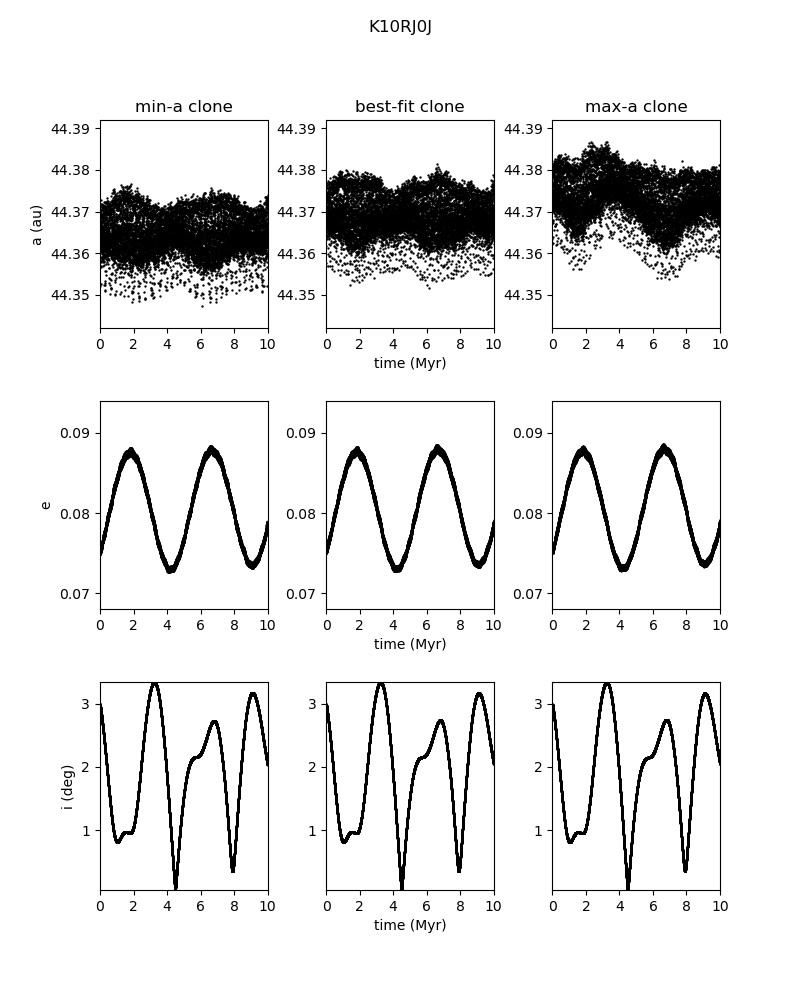 K10RJ0J
min-a clone best-fit clone max-a clone
44.39 44.39 44.39
44.38 44.38 44.38
44.37 44.37 44.37
a (au)
44.36 44.36 44.36
44.35 44.35 44.35
0 2 4 6 8 10 0 2 4 6 8 10 0 2 4 6 8 10
time (Myr)
0.09 0.09 0.09
e
0.08 0.08 0.08
0.07 0.07 0.07
0 2 4 6 8 10 0 2 4 6 8 10 0 2 4 6 8 10
time (Myr)
3 3 3
2 2 2
i (deg)
1 1 1
0 2 4 6 8 10 0 2 4 6 8 10 0 2 4 6 8 10
time (Myr)